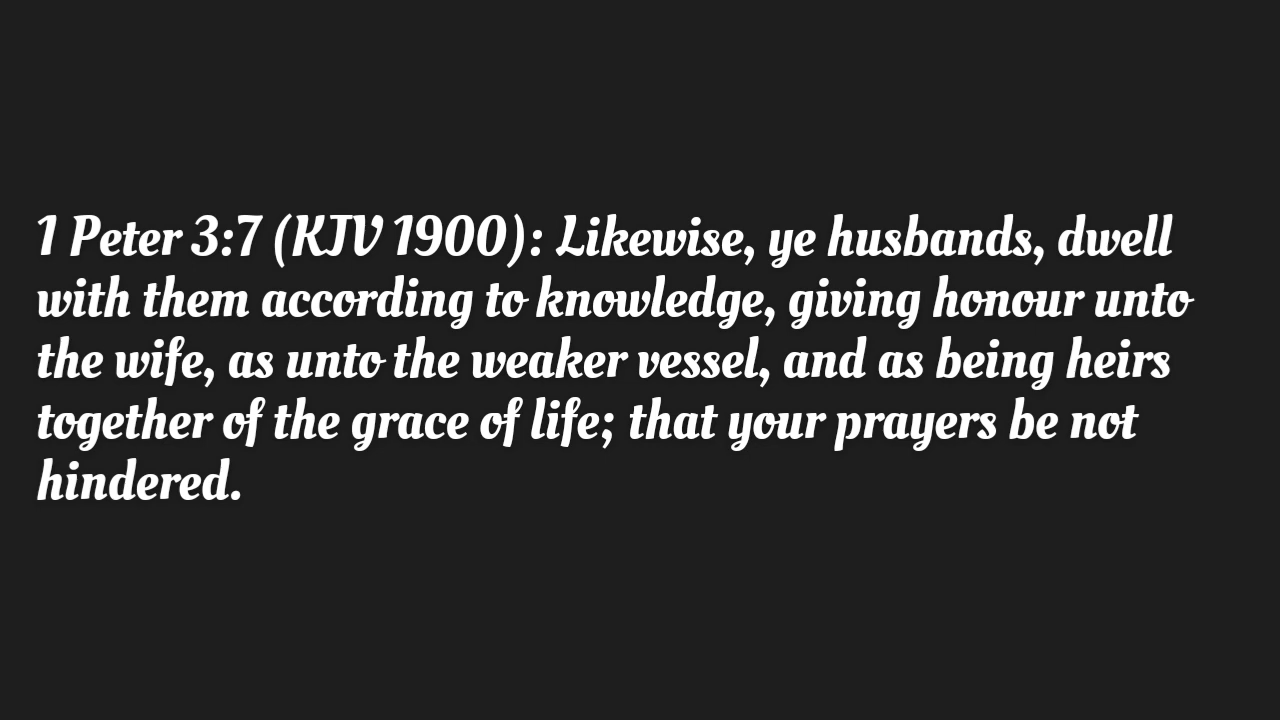 1 Peter 3:7 (KJV 1900): Likewise, ye husbands, dwell
with them according to knowledge, giving honour unto
the wife, as unto the weaker vessel, and as being heirs
together of the grace of life; that your prayers be not
hindered.